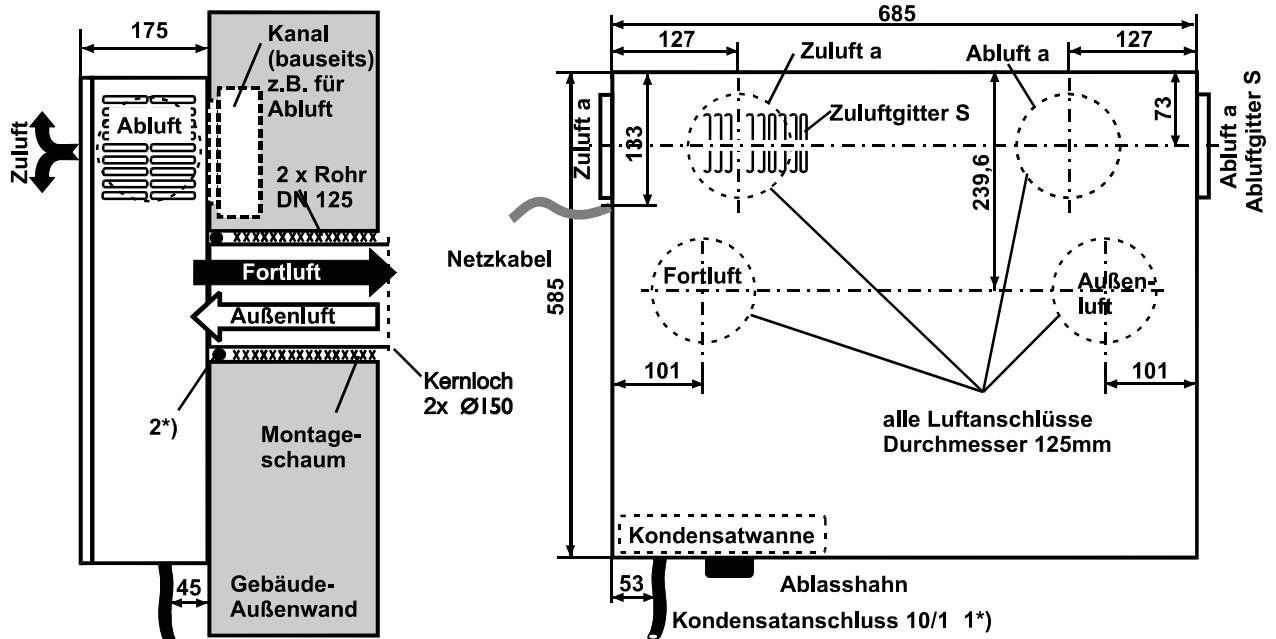 175
Kanal
(bauseits)
z.B. für
Abluft
Abluft
Zuluft
2 x Rohr
DN 125
Fortluft
Außenluft
Kernloch
2x Ø150
2*)
Montage-
schaum
45
Gebäude-
Außenwand
685
127
Zuluft a
Abluft a
127
Zuluft a
133
Zuluftgitter S
239,6
73
Abluft a
Abluftgitter S
Netzkabel
585
Fortluft
Außen-
luft
101
101
alle Luftanschlüsse
Durchmesser 125mm
Kondensatwanne
53
Ablasshahn
Kondensatanschluss 10/1 1*)